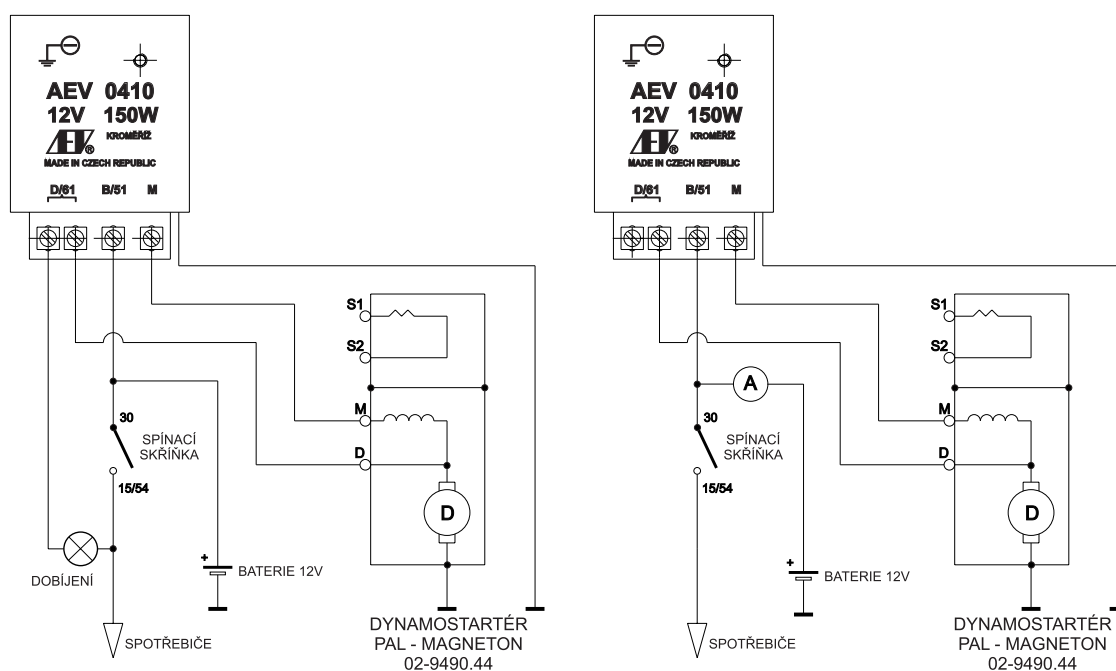 AEV 0410
12V 150W
AEV®
KROMĚŘÍŽ
MADE IN CZECH REPUBLIC
D/61 B/51 M
S1
S2
M
D
D
30
SPÍNACÍ
SKŘÍŇKA
15/54
DOBÍJENÍ
+
BATERIE 12V
SPOTŘEBIČE
DYNAMOSTARTÉR
PAL - MAGNETON
02-9490.44
AEV 0410
12V 150W
AEV®
KROMĚŘÍŽ
MADE IN CZECH REPUBLIC
D/61 B/51 M
S1
S2
A
M
D
D
30
SPÍNACÍ
SKŘÍŇKA
15/54
+
BATERIE 12V
SPOTŘEBIČE
DYNAMOSTARTÉR
PAL - MAGNETON
02-9490.44